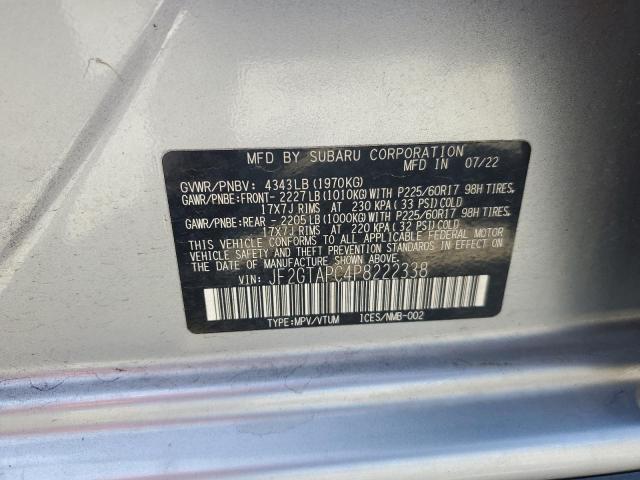 MFD BY SUBARU CORPORATION
MFD IN 07/22
GVWR/PNBV: 4343LB (1970KG)
GAWR/PNBE:FRONT- 2227LB (1010KG) WITH P225/60R17 98H TIRES,
17X7J RIMS AT 230 KPA (33 PSI) COLD
GAWR/PNBE:REAR - 2205LB (1000KG) WITH P225/60R17 98H TIRES,
17X7J RIMS AT 220 KPA (32 PSI) COLD
THIS VEHICLE CONFORMS TO ALL APPLICABLE FEDERAL MOTOR
VEHICLE SAFETY AND THEFT PREVENTION STANDARDS IN EFFECT ON
THE DATE OF MANUFACTURE SHOWN ABOVE.
VIN: JF2GTAPC4P8222338
TYPE:MPV/VTUM ICES/NMB-002